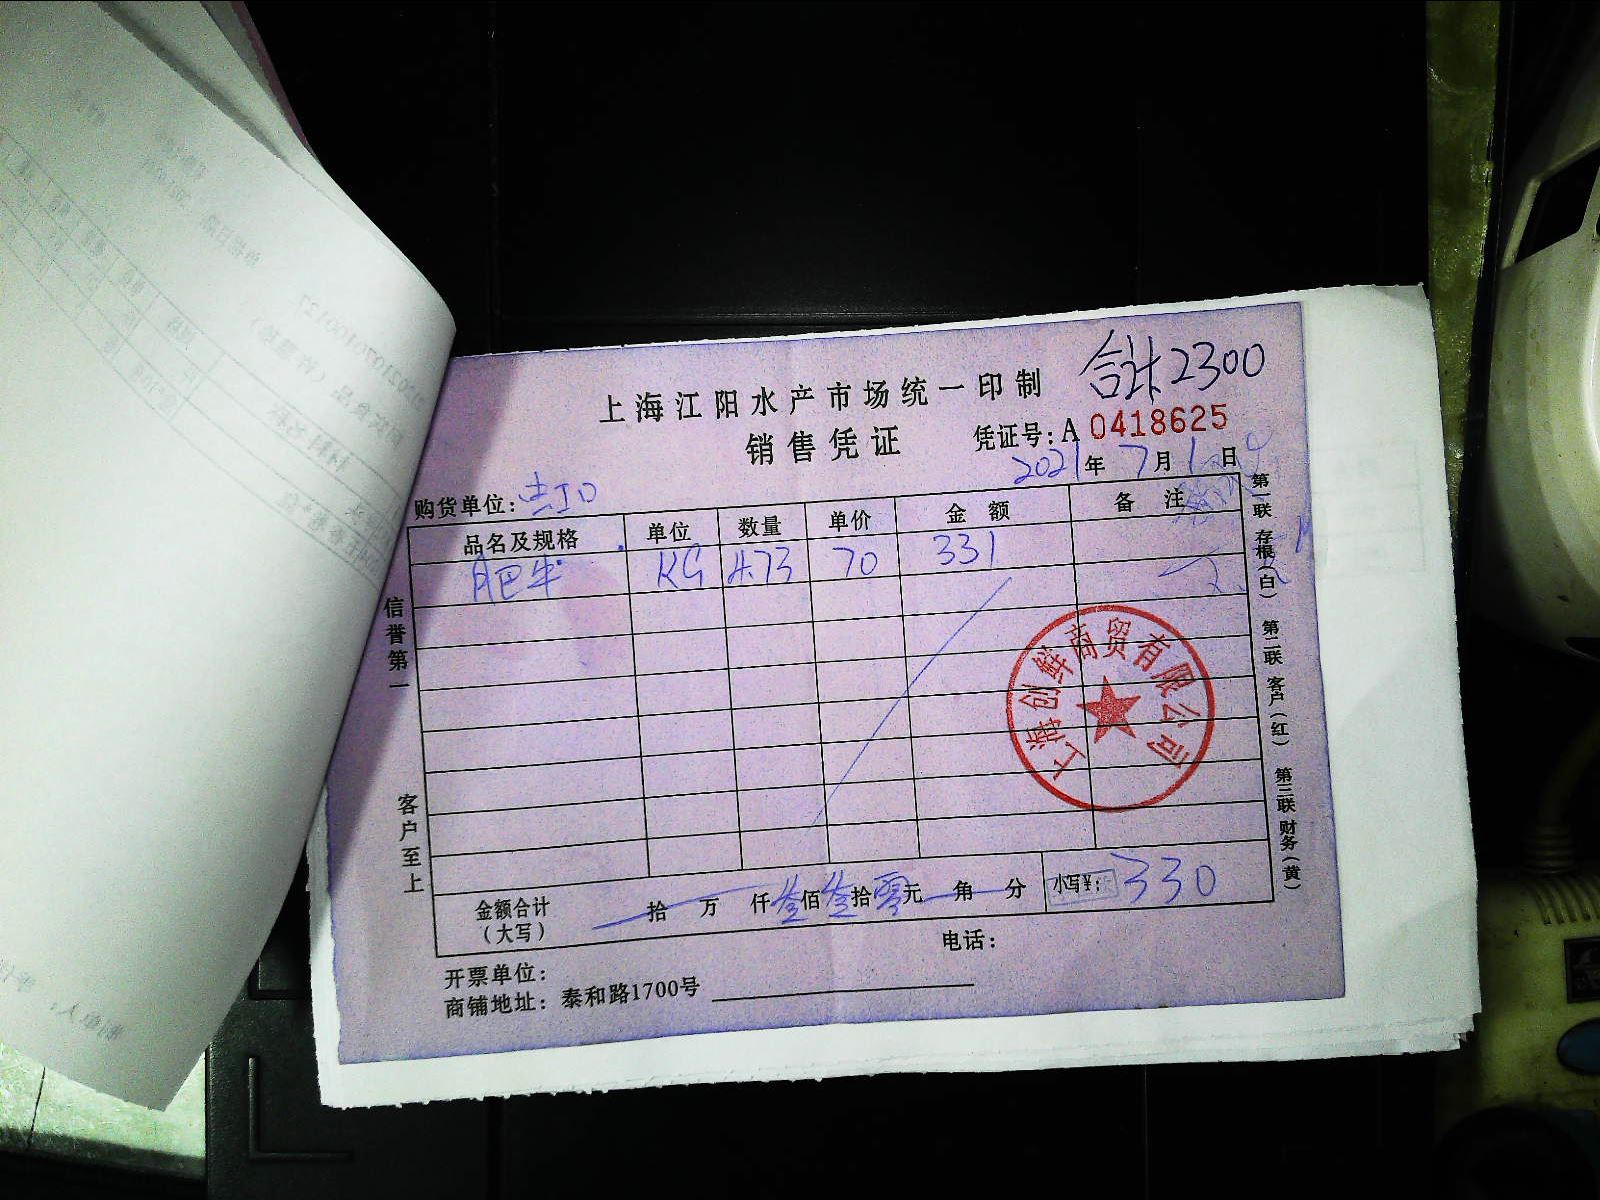 合计2300
上海江阳水产市场统一印制
销售凭证
凭证号:A 0418625
2021年7月1日
购货单位:
品名及规格 单位 数量 单价 金额 备注
肥牛 KG 4.73 70 331
信誉第一
客户至上
第一联 存根(白) 第二联 客户(红) 第三联 财务(黄)
上海创鲜商贸有限公司
金额合计(大写) 拾 万 仟 叁佰叁拾零元 角 分 小写¥: 330
电话:
开票单位:
商铺地址: 泰和路1700号